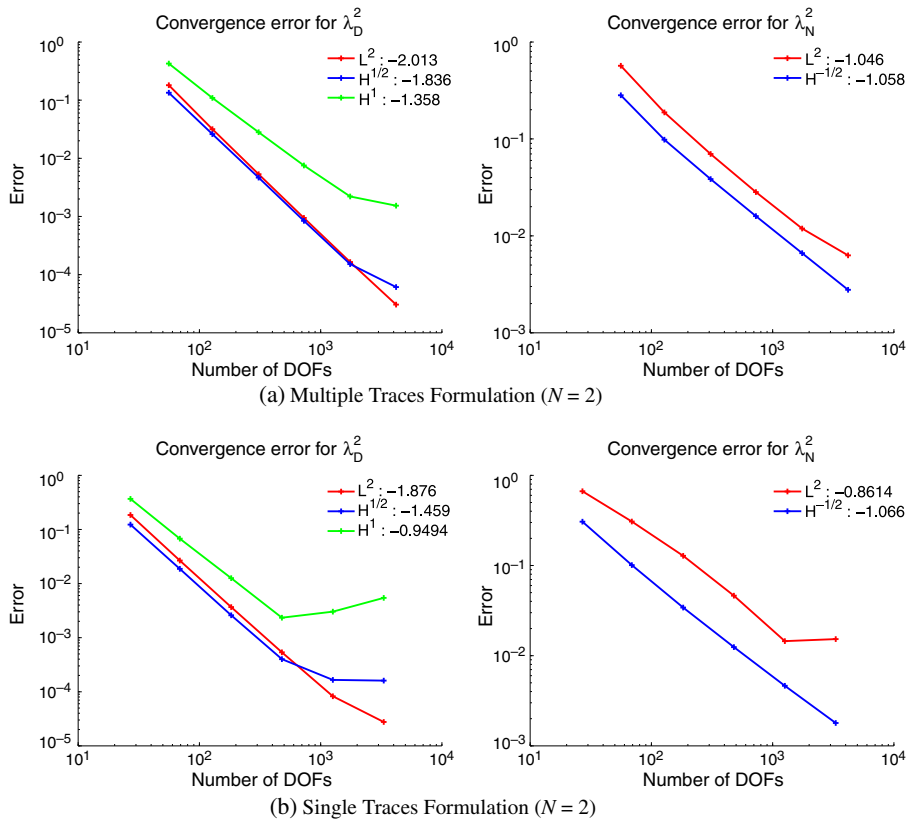 Convergence error for λ_D^2
L^2 : −2.013
H^{1/2} : −1.836
H^1 : −1.358
10^0
10^{−1}
10^{−2}
10^{−3}
10^{−4}
10^{−5}
Error
10^1 10^2 10^3 10^4
Number of DOFs
Convergence error for λ_N^2
L^2 : −1.046
H^{−1/2} : −1.058
10^0
10^{−1}
10^{−2}
10^{−3}
Error
10^1 10^2 10^3 10^4
Number of DOFs
(a) Multiple Traces Formulation (N = 2)
Convergence error for λ_D^2
L^2 : −1.876
H^{1/2} : −1.459
H^1 : −0.9494
10^0
10^{−1}
10^{−2}
10^{−3}
10^{−4}
10^{−5}
Error
10^1 10^2 10^3 10^4
Number of DOFs
Convergence error for λ_N^2
L^2 : −0.8614
H^{−1/2} : −1.066
10^0
10^{−1}
10^{−2}
10^{−3}
Error
10^1 10^2 10^3 10^4
Number of DOFs
(b) Single Traces Formulation (N = 2)